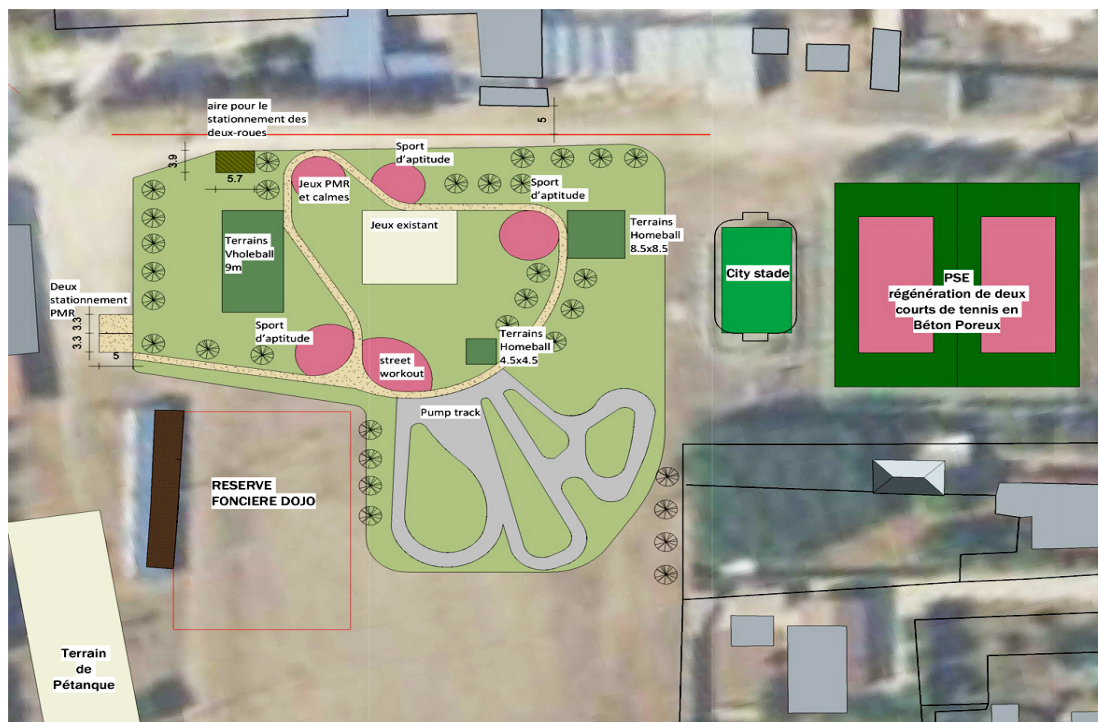 aire pour le
stationnement des
deux-roues
3.9
5.7
5
Sport
d'aptitude
Jeux PMR
et calmes
Sport
d'aptitude
Jeux existant
Terrains
Vholeball
9m
Terrains
Homeball
8.5x8.5
City stade
PSE
régénération de deux
courts de tennis en
Béton Poreux
Deux
stationnement
PMR
3.3
3.3
5
Sport
d'aptitude
street
workout
Terrains
Homeball
4.5x4.5
Pump track
RESERVE
FONCIERE DOJO
Terrain
de
Pétanque